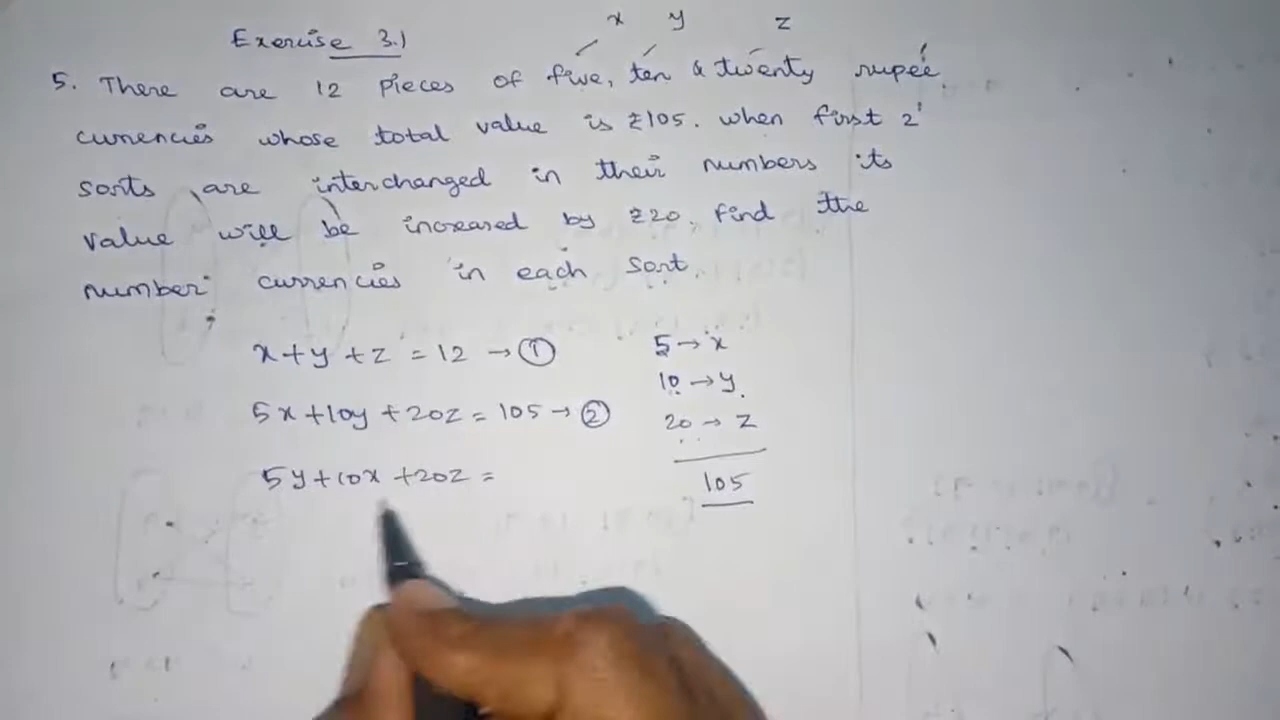 x y z
Exercise 3.1
5. There are 12 pieces of five, ten & twenty rupee
currencies whose total value is ₹105. when first 2
sorts are interchanged in their numbers its
value will be increased by ₹20. find the
number currencies in each sort.
x + y + z = 12 → ①
5x + 10y + 20z = 105 → ②
5y + 10x + 20z =
5 → x
10 → y
20 → z
105